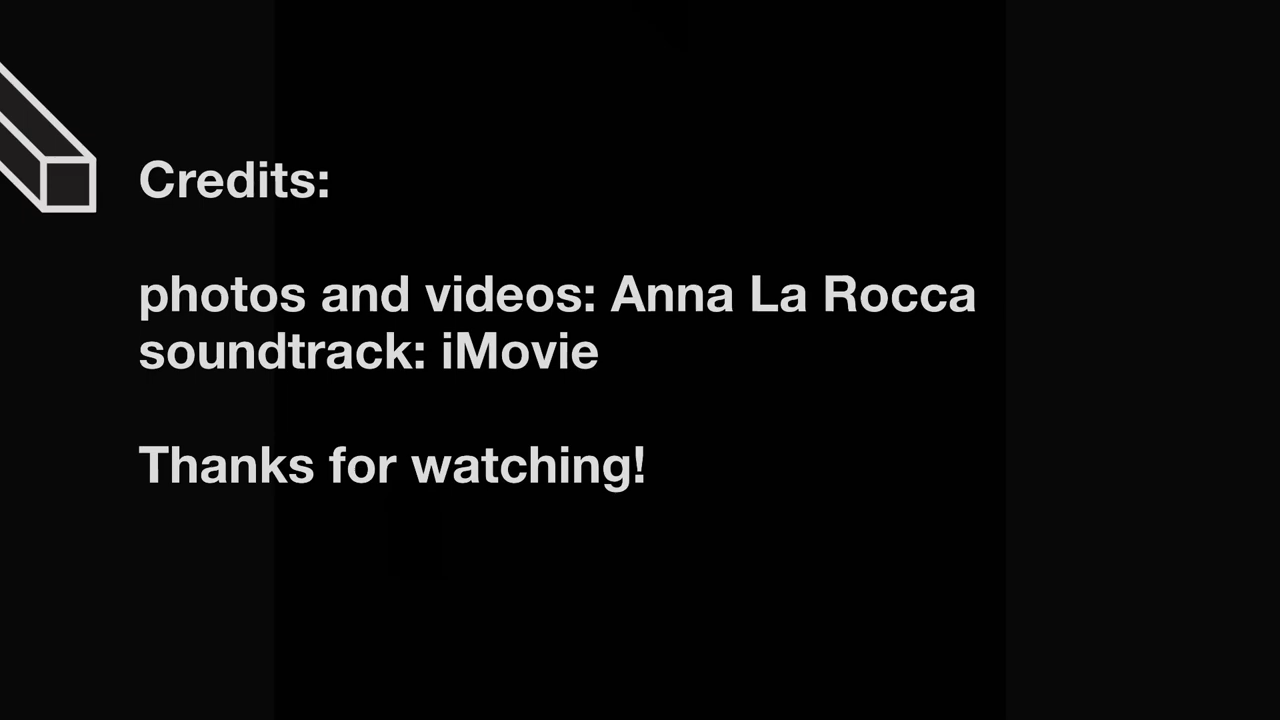 Credits:
photos and videos: Anna La Rocca
soundtrack: iMovie
Thanks for watching!